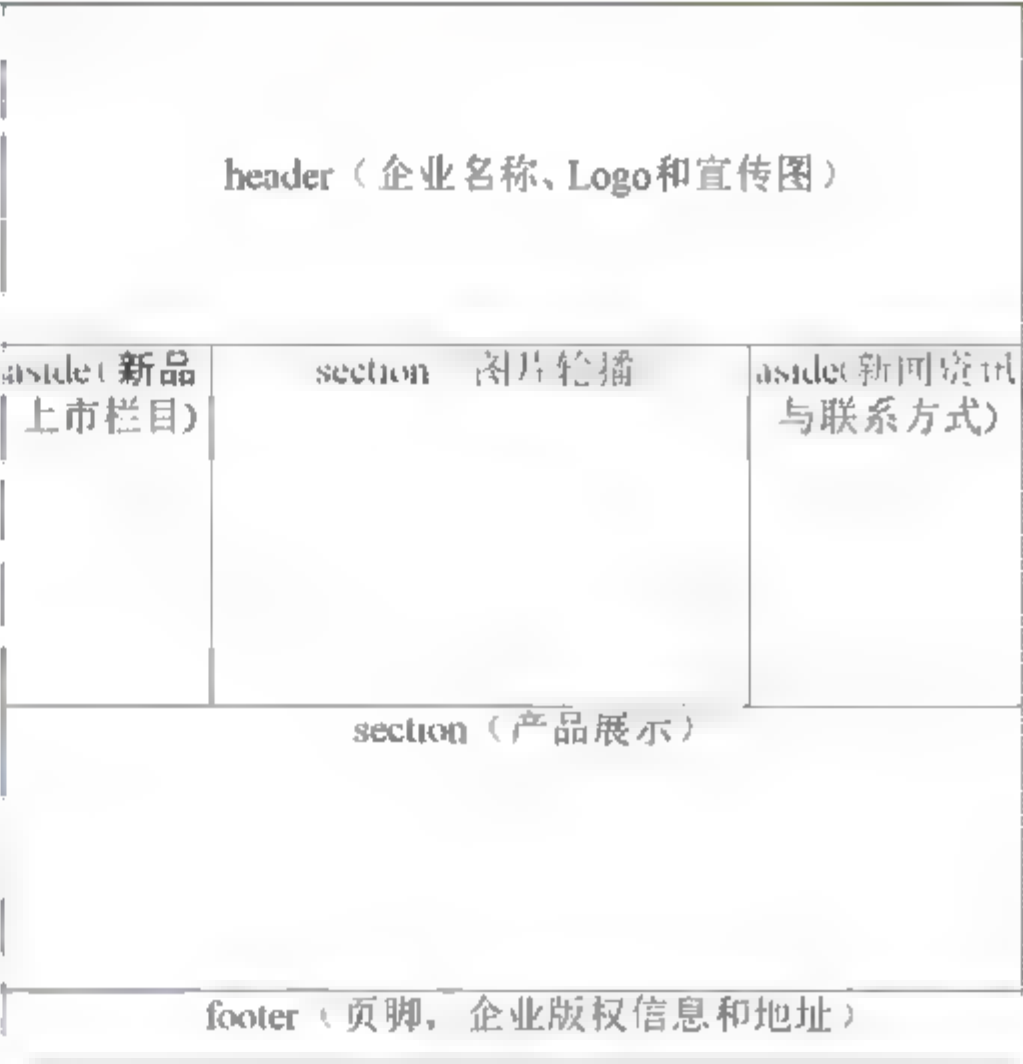 header（企业名称、Logo和宣传图）
aside（新品
上市栏目)
section 图片轮播
aside(新闻资讯
与联系方式)
section（产品展示）
footer（页脚，企业版权信息和地址）